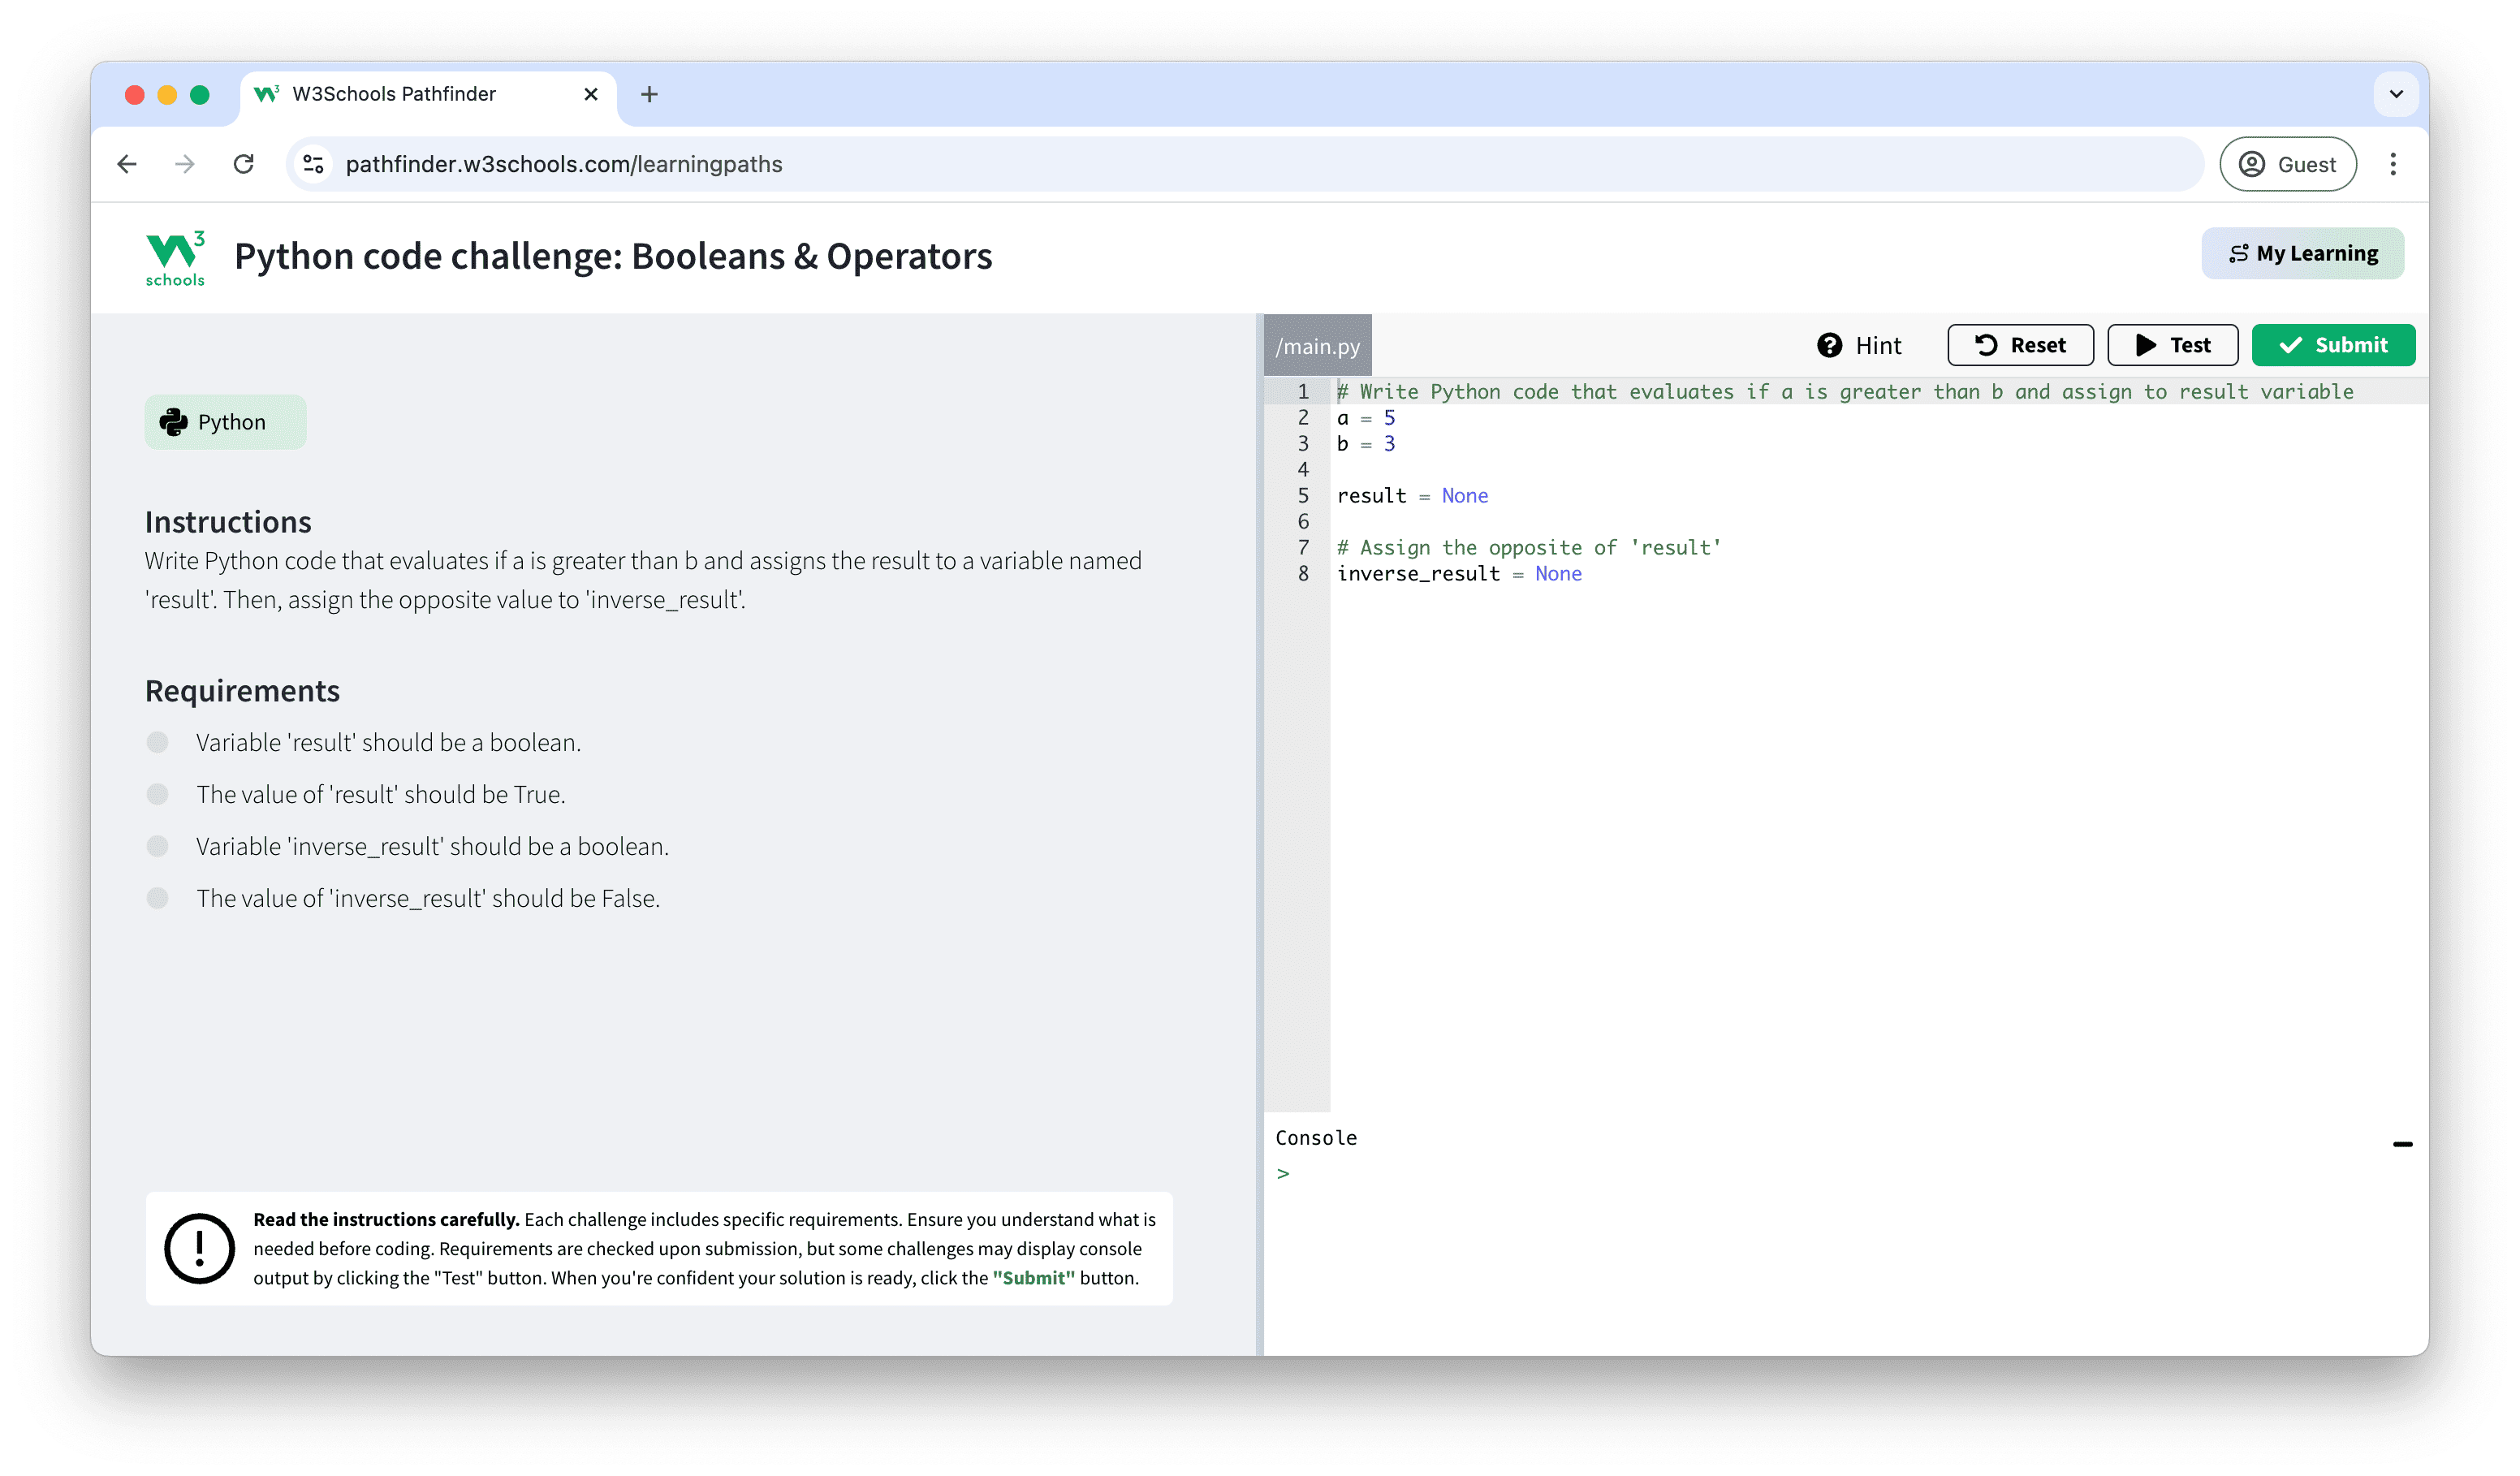 W3Schools Pathfinder
pathfinder.w3schools.com/learningpaths
Guest
W3 schools
Python code challenge: Booleans & Operators
My Learning
Python
Instructions
Write Python code that evaluates if a is greater than b and assigns the result to a variable named
'result'. Then, assign the opposite value to 'inverse_result'.
Requirements
Variable 'result' should be a boolean.
The value of 'result' should be True.
Variable 'inverse_result' should be a boolean.
The value of 'inverse_result' should be False.
Read the instructions carefully. Each challenge includes specific requirements. Ensure you understand what is
needed before coding. Requirements are checked upon submission, but some challenges may display console
output by clicking the "Test" button. When you're confident your solution is ready, click the "Submit" button.
/main.py
Hint
Reset
Test
Submit
1 # Write Python code that evaluates if a is greater than b and assign to result variable
2 a = 5
3 b = 3
4
5 result = None
6
7 # Assign the opposite of 'result'
8 inverse_result = None
Console
>